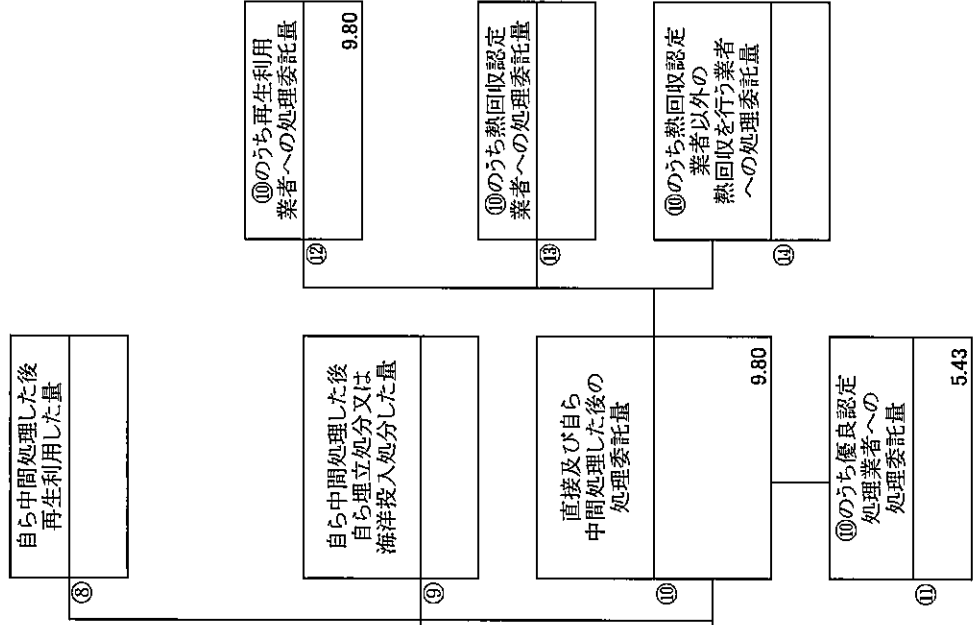 ⑧
自ら中間処理した後
再生利用した量
⑨
自ら中間処理した後
自ら埋立処分又は
海洋投入処分した量
⑩
直接及び自ら
中間処理した後の
処理委託量
9.80
⑪
⑩のうち優良認定
処理業者への
処理委託量
5.43
⑫
⑩のうち再生利用
業者への処理委託量
9.80
⑬
⑩のうち熱回収認定
業者への処理委託量
⑭
⑩のうち熱回収認定
業者以外の
熱回収を行う業者
への処理委託量